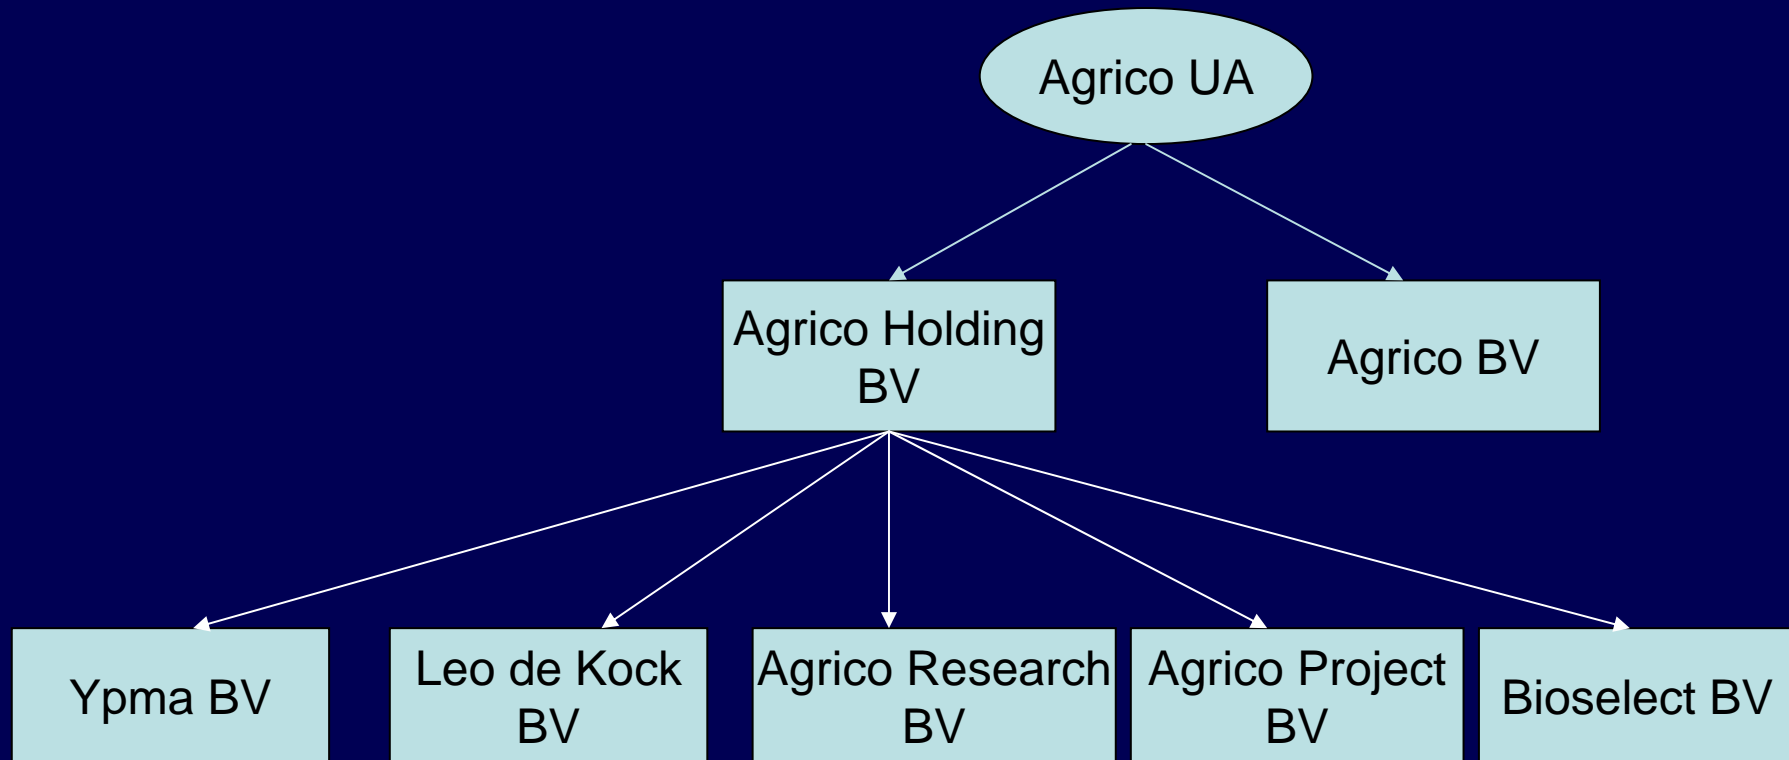 Agrico UA
Agrico Holding
BV
Agrico BV
Ypma BV
Leo de Kock
BV
Agrico Research
BV
Agrico Project
BV
Bioselect BV